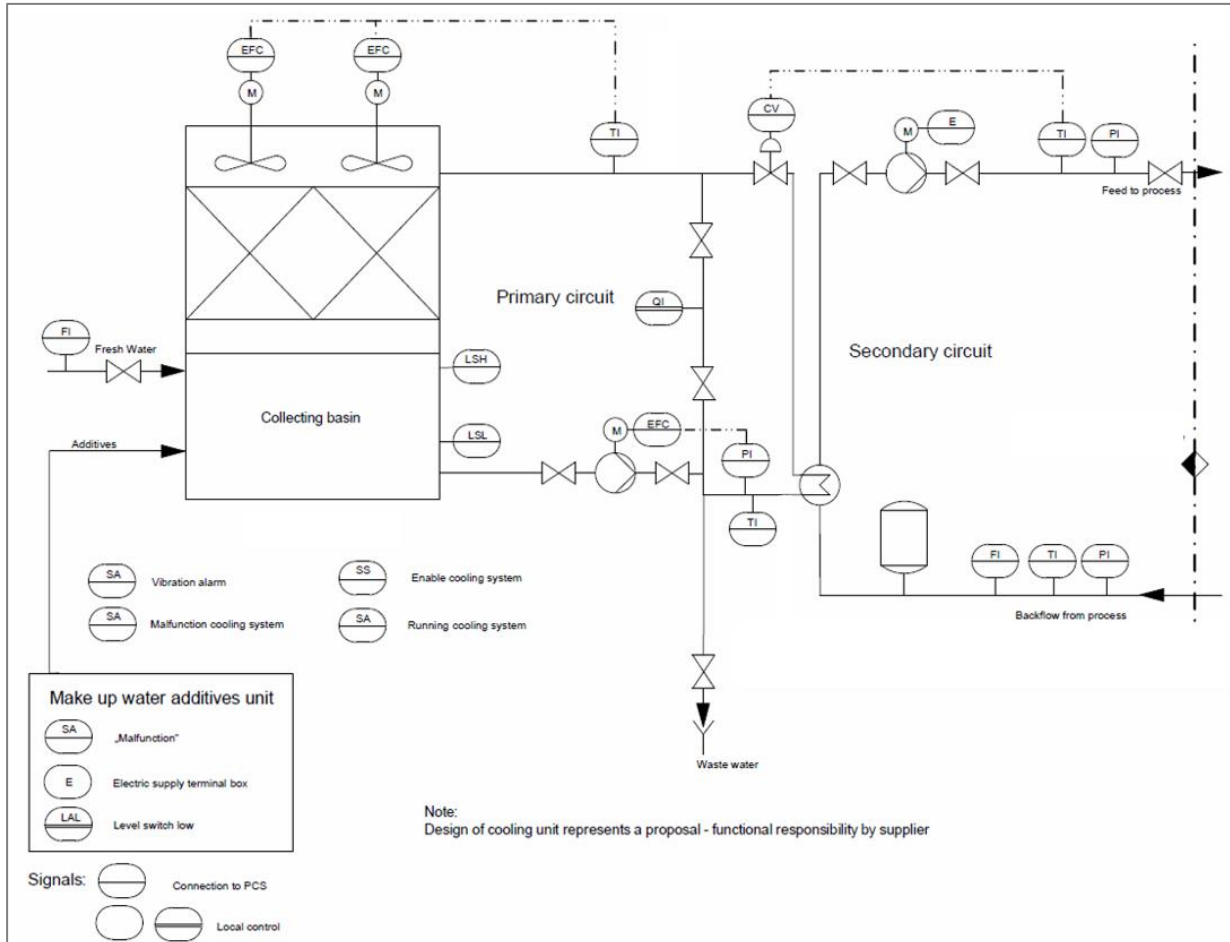 EFC
EFC
M
M
TI
CV
M
E
TI
PI
Feed to process
Primary circuit
QI
Secondary circuit
FI
Fresh Water
LSH
Collecting basin
LSL
M
EFC
PI
Additives
TI
SA
Vibration alarm
SS
Enable cooling system
SA
Malfunction cooling system
SA
Running cooling system
FI
TI
PI
Backflow from process
Make up water additives unit
SA
„Malfunction"
E
Electric supply terminal box
LAL
Level switch low
Waste water
Note:
Design of cooling unit represents a proposal - functional responsibility by supplier
Signals:
Connection to PCS
Local control